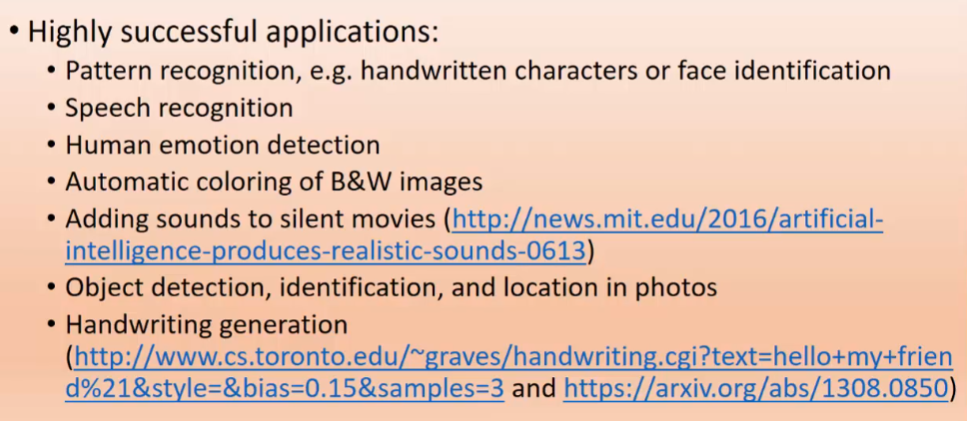 • Highly successful applications:
• Pattern recognition, e.g. handwritten characters or face identification
• Speech recognition
• Human emotion detection
• Automatic coloring of B&W images
• Adding sounds to silent movies (http://news.mit.edu/2016/artificial-
intelligence-produces-realistic-sounds-0613)
• Object detection, identification, and location in photos
• Handwriting generation
(http://www.cs.toronto.edu/~graves/handwriting.cgi?text=hello+my+frien
d%21&style=&bias=0.15&samples=3 and https://arxiv.org/abs/1308.0850)